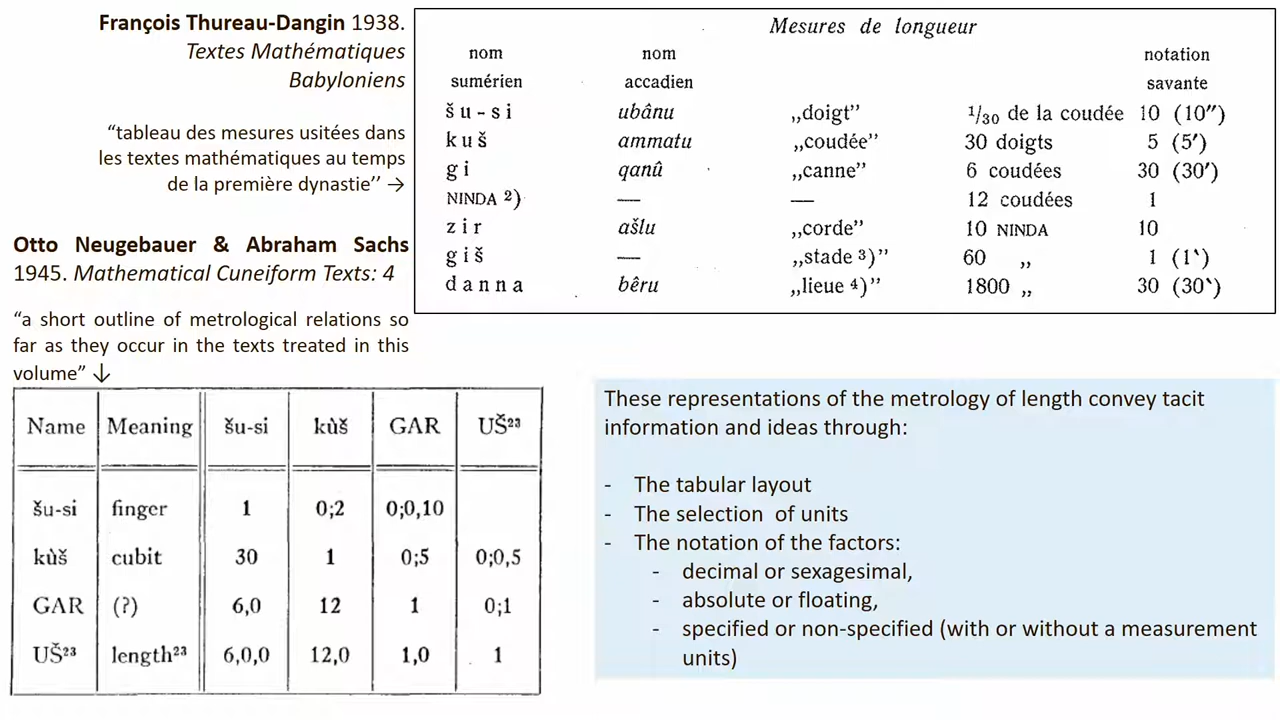 François Thureau-Dangin 1938.
Textes Mathématiques
Babyloniens
“tableau des mesures usitées dans
les textes mathématiques au temps
de la première dynastie’’ →
Mesures de longueur
nom nom notation
sumérien accadien savante
šu-si ubânu „doigt” 1/30 de la coudée 10 (10″)
kuš ammatu „coudée” 30 doigts 5 (5′)
gi qanû „canne” 6 coudées 30 (30′)
NINDA 2) — — 12 coudées 1
zir ašlu „corde” 10 NINDA 10
giš — „stade 3)” 60 „ 1 (1‵)
danna bêru „lieue 4)” 1800 „ 30 (30‵)
Otto Neugebauer & Abraham Sachs
1945. Mathematical Cuneiform Texts: 4
“a short outline of metrological relations so
far as they occur in the texts treated in this
volume” ↓
Name Meaning šu-si kùš GAR UŠ23
šu-si finger 1 0;2 0;0,10
kùš cubit 30 1 0;5 0;0,5
GAR (?) 6,0 12 1 0;1
UŠ23 length23 6,0,0 12,0 1,0 1
These representations of the metrology of length convey tacit
information and ideas through:
- The tabular layout
- The selection of units
- The notation of the factors:
- decimal or sexagesimal,
- absolute or floating,
- specified or non-specified (with or without a measurement
units)